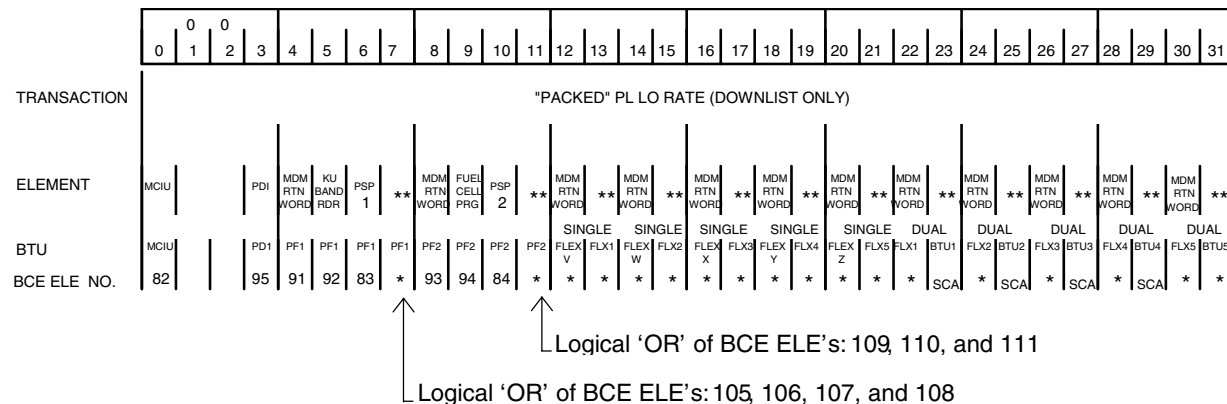 0 0
0 1 2 3 4 5 6 7 8 9 10 11 12 13 14 15 16 17 18 19 20 21 22 23 24 25 26 27 28 29 30 31
TRANSACTION "PACKED" PL LO RATE (DOWNLIST ONLY)
MDM KU MDM FUEL MDM MDM MDM MDM MDM MDM MDM MDM MDM MDM
ELEMENT MCIU PDI RTN BAND PSP ** RTN CELL PSP ** RTN ** RTN ** RTN ** RTN ** RTN ** RTN ** RTN ** RTN ** RTN ** RTN **
WORD RDR 1 WORD PRG 2 WORD WORD WORD WORD WORD WORD WORD WORD WORD WORD
SINGLE SINGLE SINGLE SINGLE SINGLE DUAL DUAL DUAL DUAL DUAL
BTU MCIU PD1 PF1 PF1 PF1 PF1 PF2 PF2 PF2 PF2 FLEX FLX1 FLEX FLX2 FLEX FLX3 FLEX FLX4 FLEX FLX5 FLX1 BTU1 FLX2 BTU2 FLX3 BTU3 FLX4 BTU4 FLX5 BTU5
V W X Y Z
BCE ELE NO. 82 95 91 92 83 * 93 94 84 * * * * * * * * * * * * SCA * SCA * SCA * SCA * *
Logical ‘OR’ of BCE ELE’s: 109, 110, and 111
Logical ‘OR’ of BCE ELE’s: 105, 106, 107, and 108